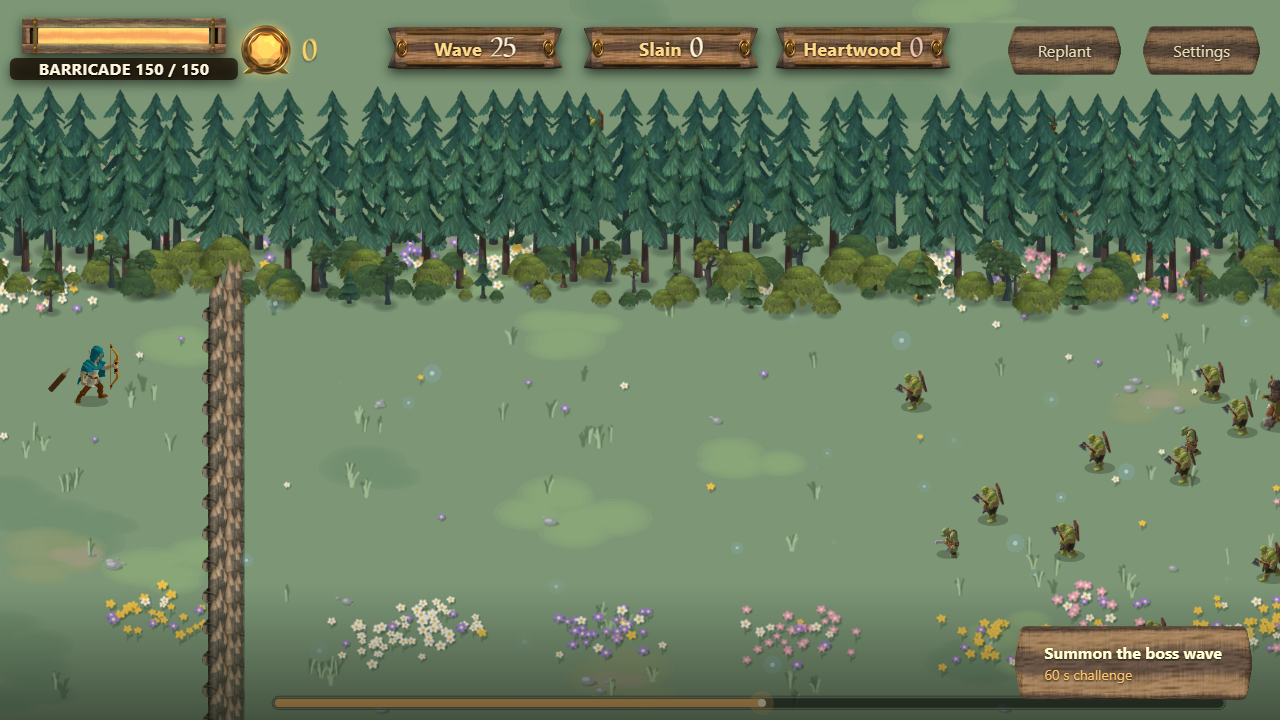 BARRICADE 150 / 150
0
Wave 25
Slain 0
Heartwood 0
Replant
Settings
Summon the boss wave
60 s challenge